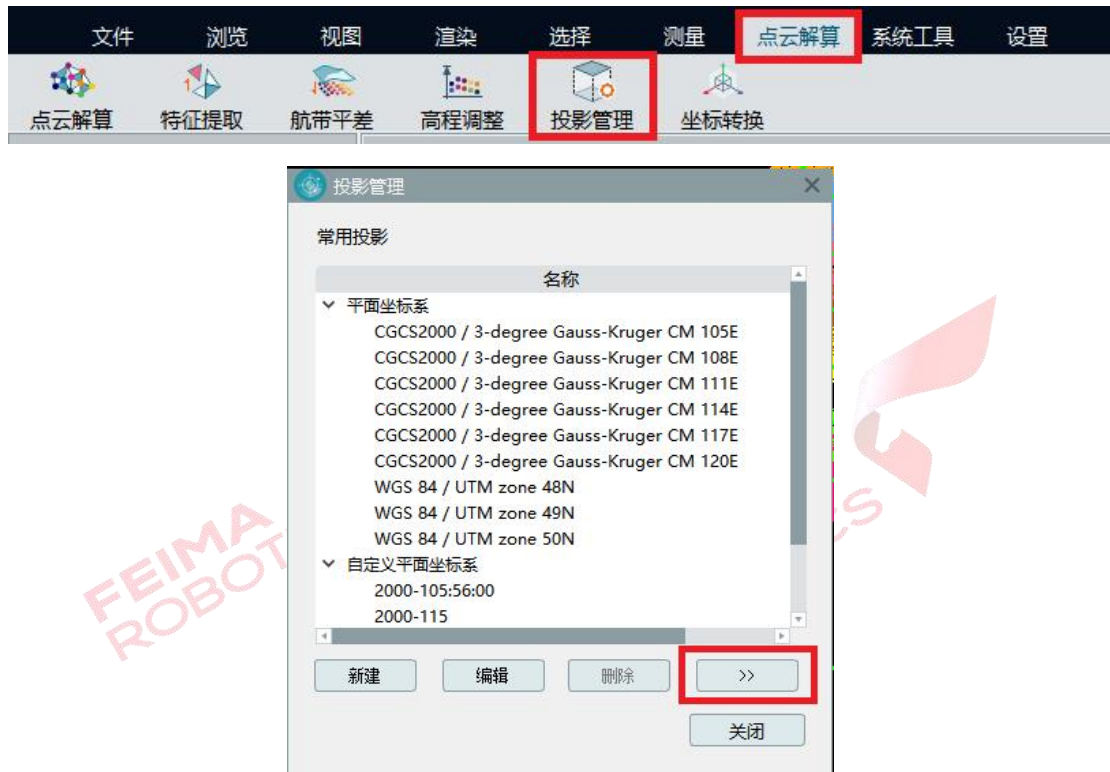 文件 浏览 视图 渲染 选择 测量 点云解算 系统工具 设置
点云解算 特征提取 航带平差 高程调整 投影管理 坐标转换
投影管理
常用投影
名称
平面坐标系
CGCS2000 / 3-degree Gauss-Kruger CM 105E
CGCS2000 / 3-degree Gauss-Kruger CM 108E
CGCS2000 / 3-degree Gauss-Kruger CM 111E
CGCS2000 / 3-degree Gauss-Kruger CM 114E
CGCS2000 / 3-degree Gauss-Kruger CM 117E
CGCS2000 / 3-degree Gauss-Kruger CM 120E
WGS 84 / UTM zone 48N
WGS 84 / UTM zone 49N
WGS 84 / UTM zone 50N
自定义平面坐标系
2000-105:56:00
2000-115
新建 编辑 删除 >>
关闭
FEIMA